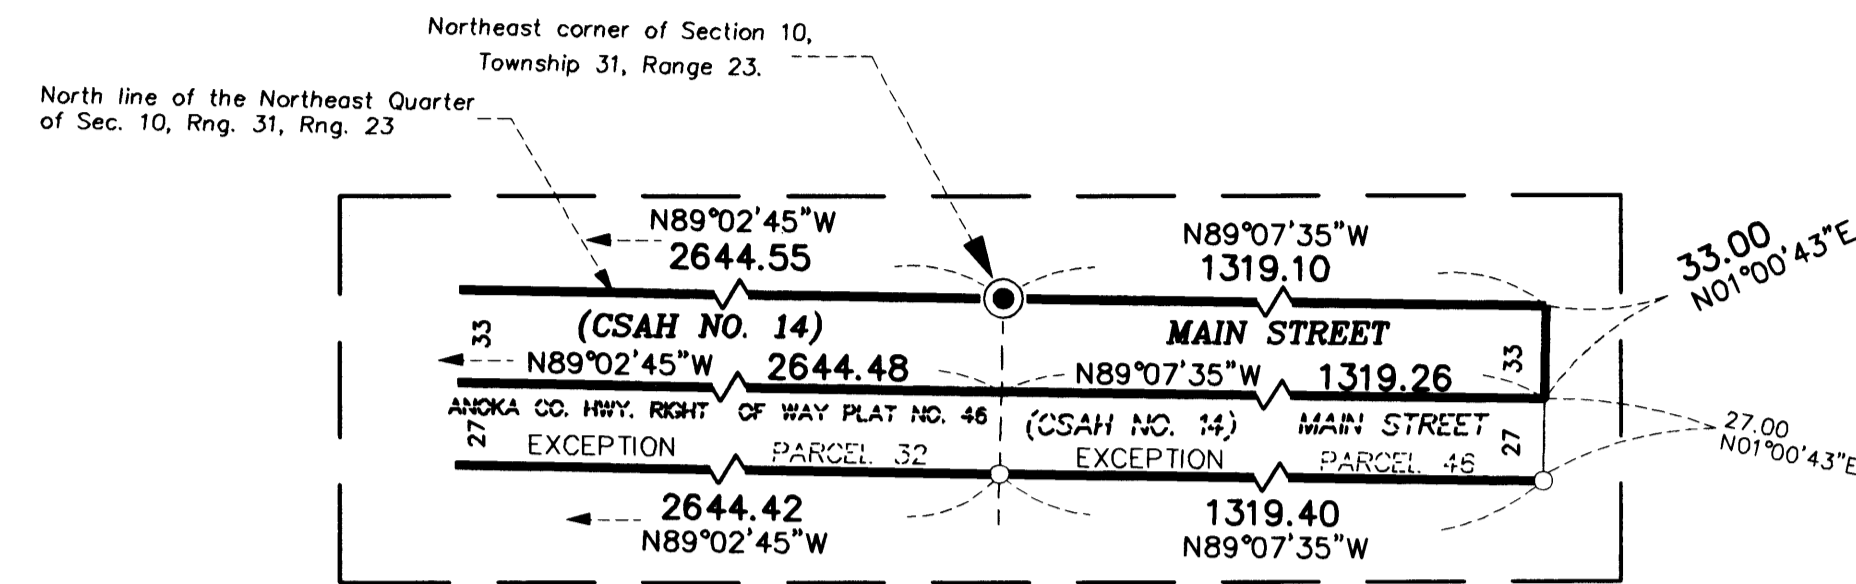 Northeast corner of Section 10,
Township 31, Range 23.
North line of the Northeast Quarter
of Sec. 10, Rng. 31, Rng. 23
N89°02'45"W
2644.55
N89°07'35"W
1319.10
33.00
N01°00'43"E
33
(CSAH NO. 14)
MAIN STREET
33
N89°02'45"W 2644.48
N89°07'35"W 1319.26
ANOKA CO. HWY. RIGHT OF WAY PLAT NO. 46
(CSAH NO. 14) MAIN STREET
27
EXCEPTION PARCEL 32
EXCEPTION PARCEL 46
27
27.00
N01°00'43"E
2644.42
N89°02'45"W
1319.40
N89°07'35"W